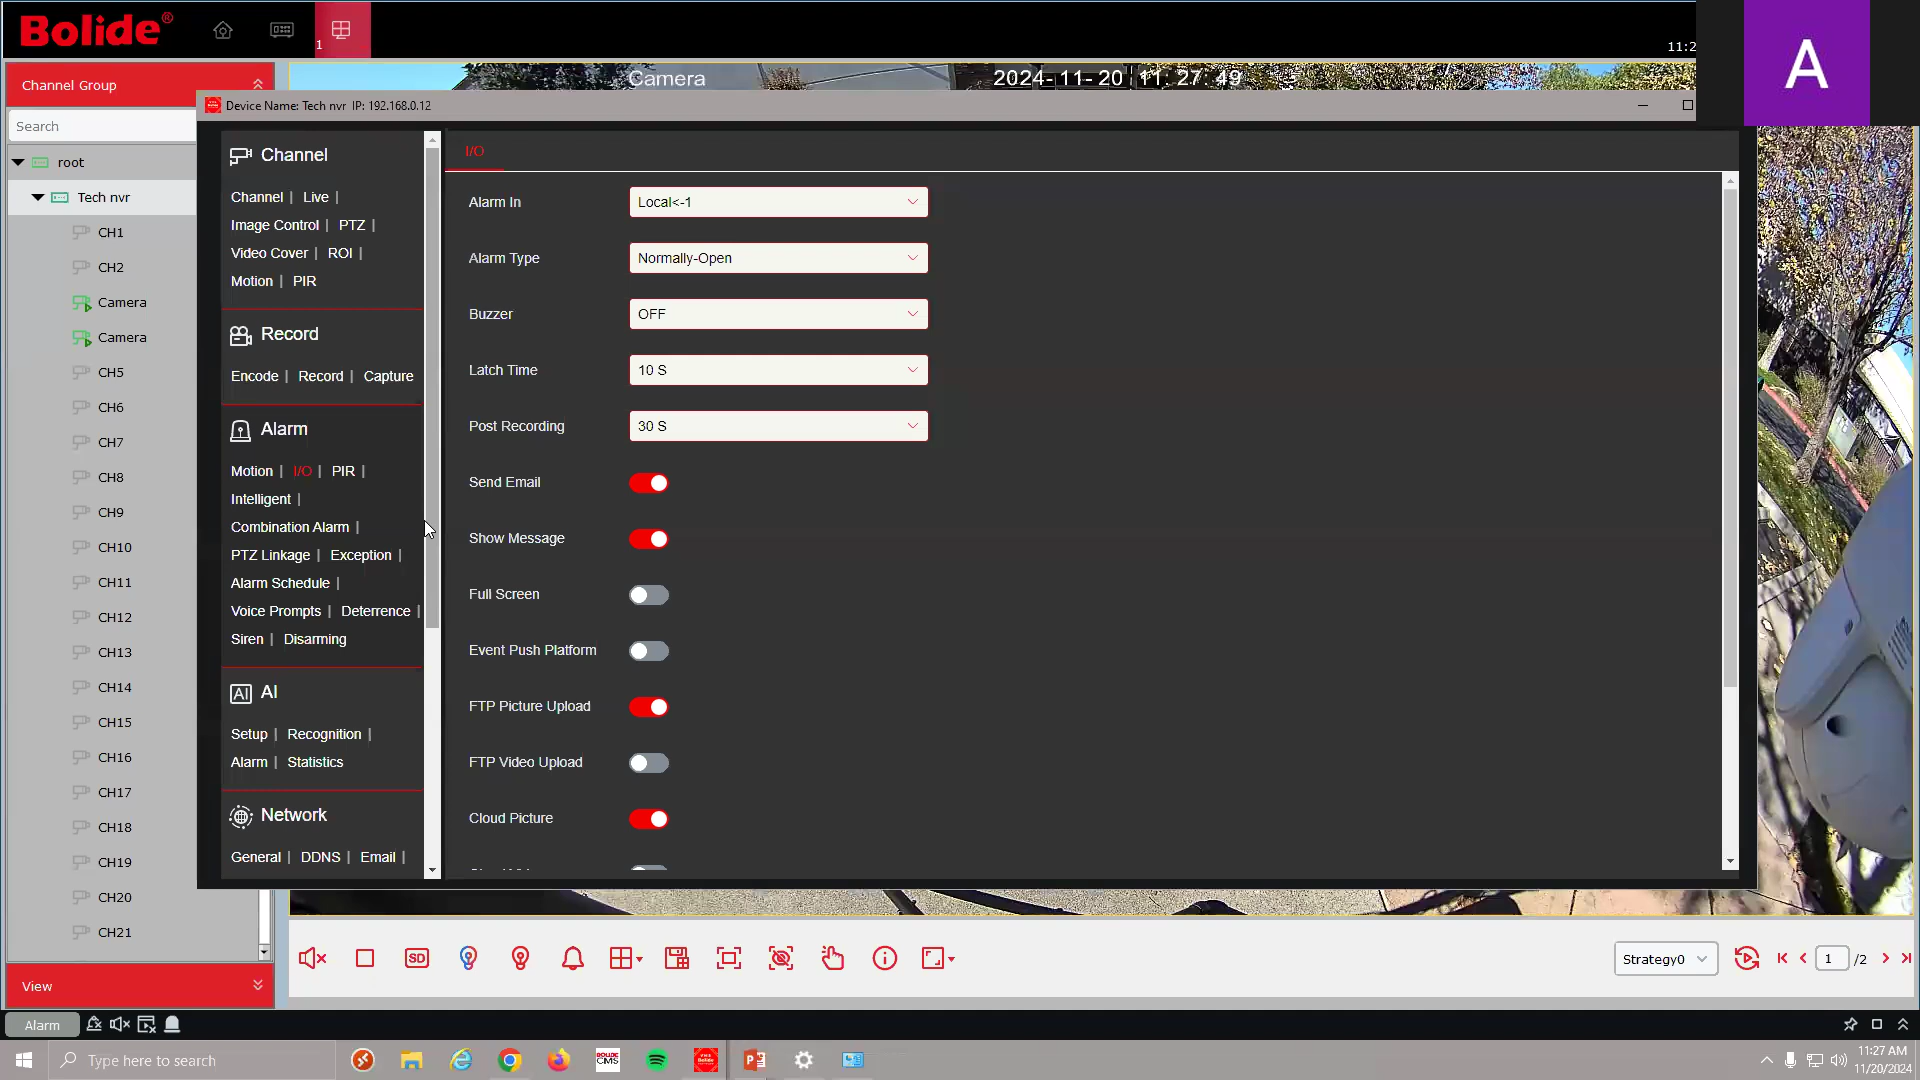 Bolide®
1
11:2
A
Channel Group
Search
root
Tech nvr
CH1
CH2
Camera
Camera
CH5
CH6
CH7
CH8
CH9
CH10
CH11
CH12
CH13
CH14
CH15
CH16
CH17
CH18
CH19
CH20
CH21
View
Camera
2024-11-20 11:27:49
Device Name: Tech nvr IP: 192.168.0.12
Channel
Channel | Live |
Image Control | PTZ |
Video Cover | ROI |
Motion | PIR
Record
Encode | Record | Capture
Alarm
Motion | I/O | PIR |
Intelligent |
Combination Alarm |
PTZ Linkage | Exception |
Alarm Schedule |
Voice Prompts | Deterrence |
Siren | Disarming
AI
AI
Setup | Recognition |
Alarm | Statistics
Network
General | DDNS | Email |
I/O
Alarm In
Local<-1
Alarm Type
Normally-Open
Buzzer
OFF
Latch Time
10 S
Post Recording
30 S
Send Email
Show Message
Full Screen
Event Push Platform
FTP Picture Upload
FTP Video Upload
Cloud Picture
SD
Strategy0
1 /2
Alarm
Type here to search
BOLIDE
CMS
11:27 AM
11/20/2024